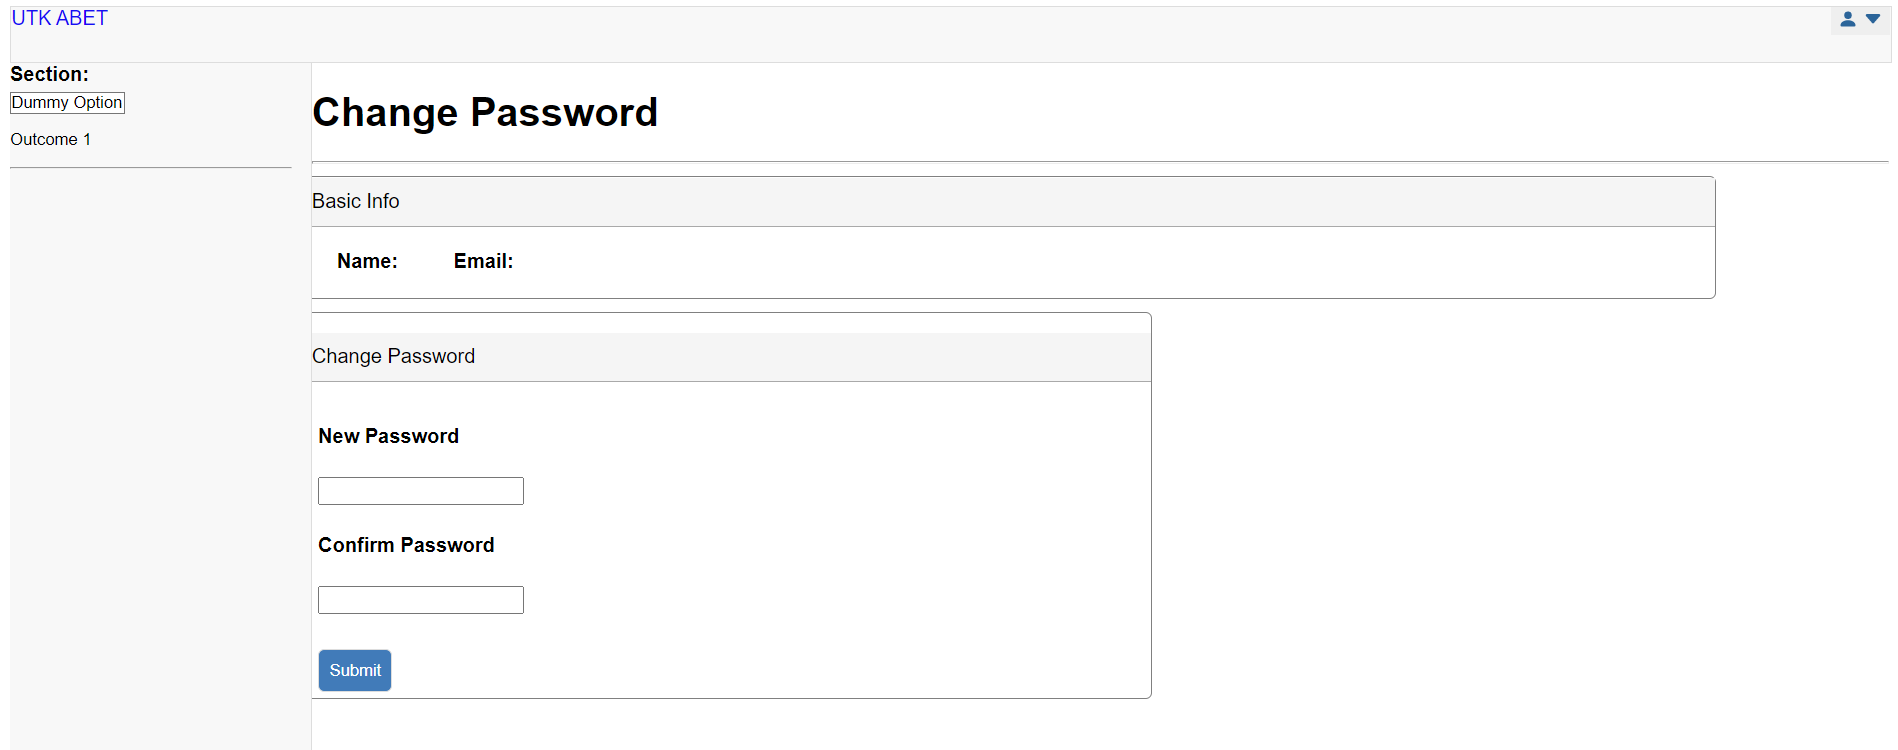 UTK ABET
Section:
Dummy Option
Outcome 1
Change Password
Basic Info
Name: Email:
Change Password
New Password
Confirm Password
Submit